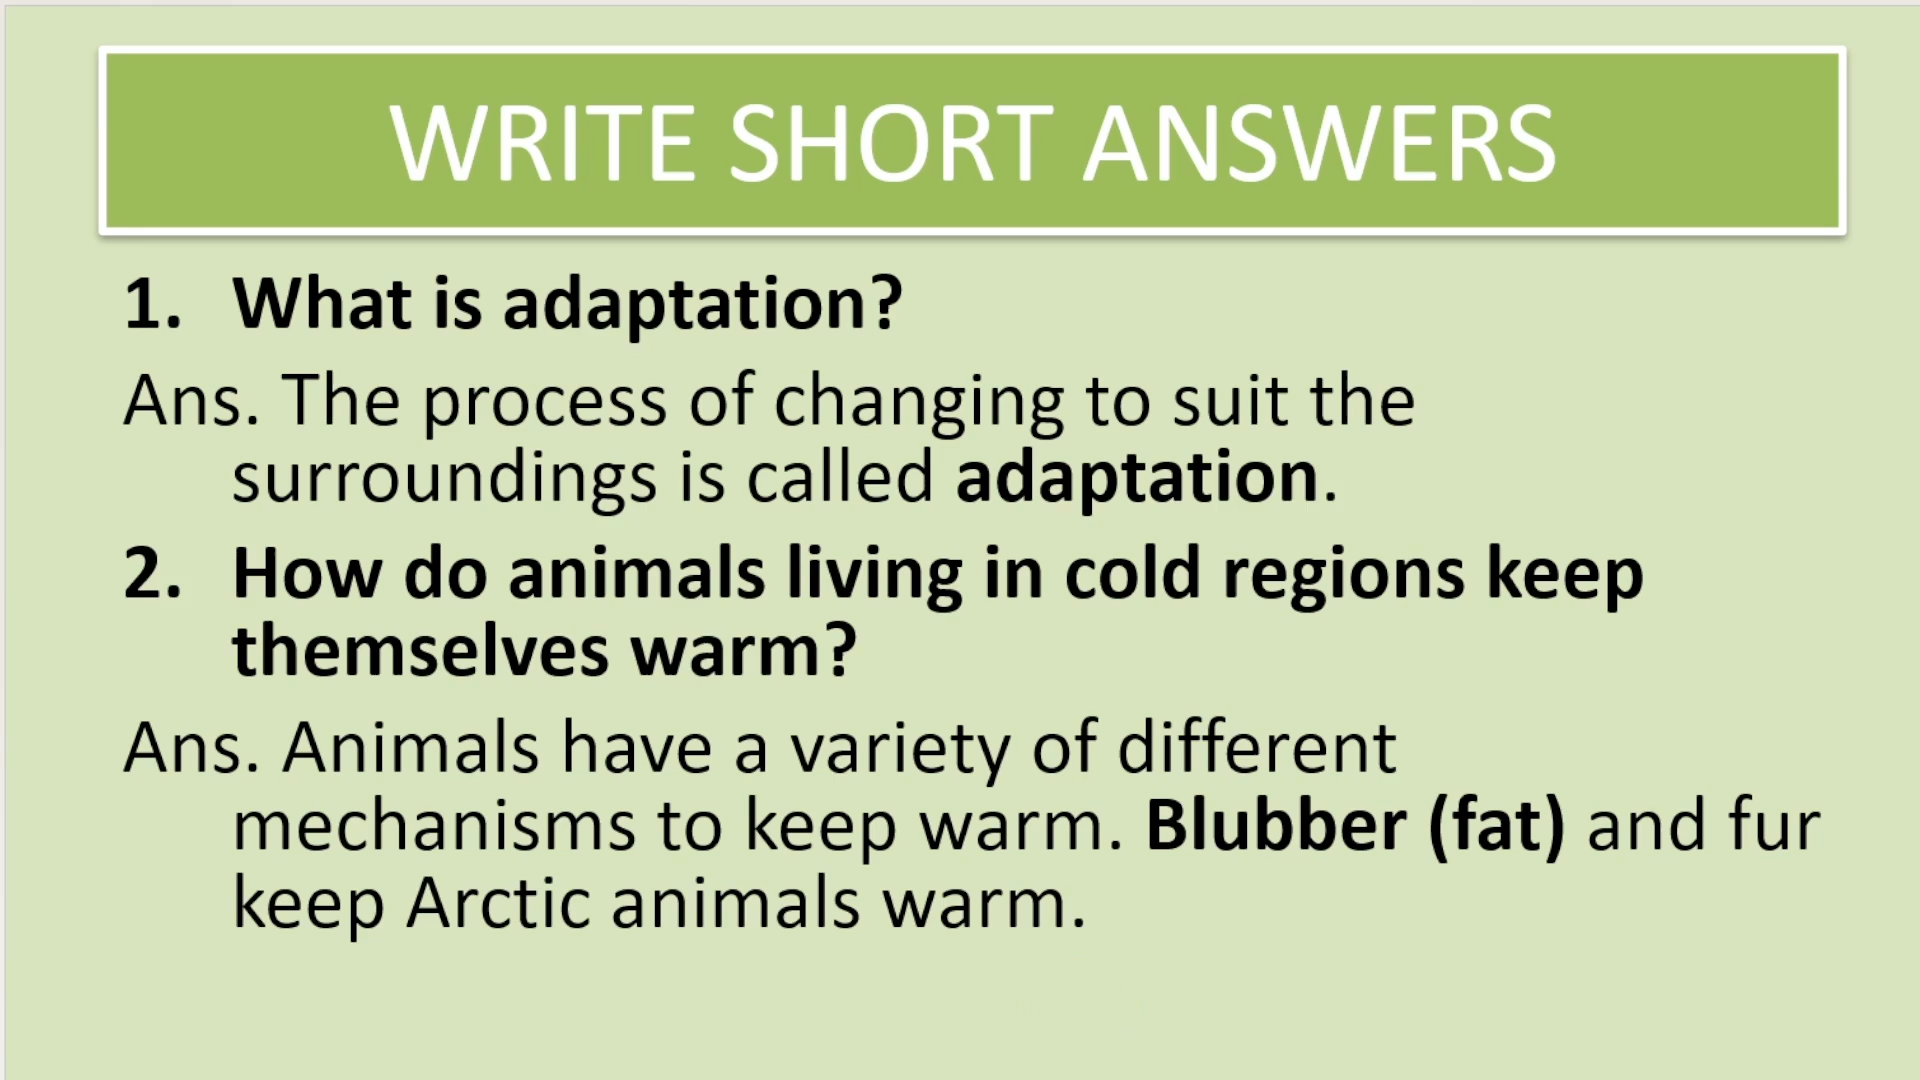 WRITE SHORT ANSWERS
1. What is adaptation?
Ans. The process of changing to suit the
surroundings is called adaptation.
2. How do animals living in cold regions keep
themselves warm?
Ans. Animals have a variety of different
mechanisms to keep warm. Blubber (fat) and fur
keep Arctic animals warm.